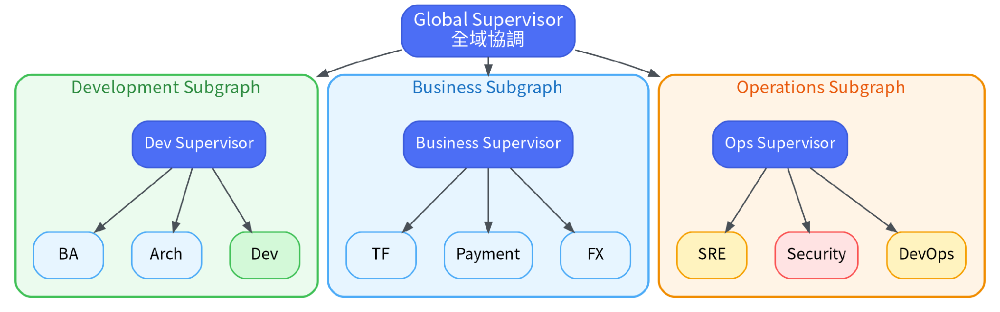 Global Supervisor
全域協調
Development Subgraph
Business Subgraph
Operations Subgraph
Dev Supervisor
Business Supervisor
Ops Supervisor
BA
Arch
Dev
TF
Payment
FX
SRE
Security
DevOps